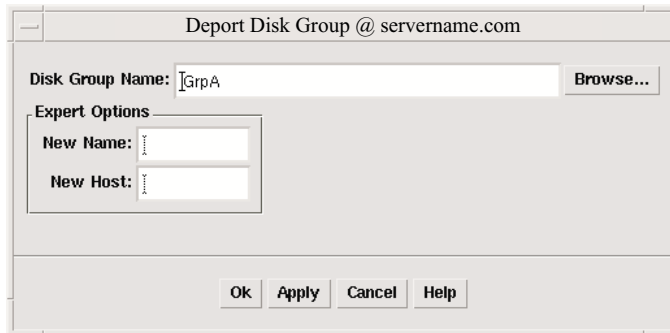 Deport Disk Group @ servername.com
Disk Group Name: GrpA Browse...
Expert Options
New Name:
New Host:
Ok Apply Cancel Help